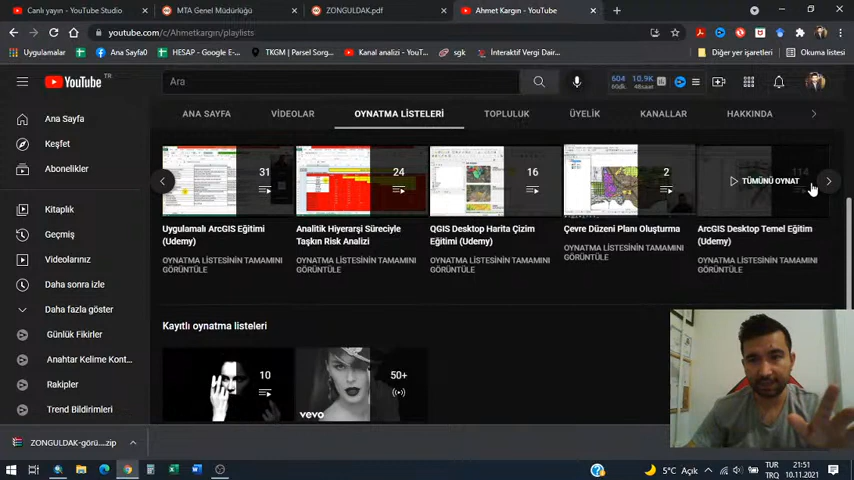 Canlı yayın - YouTube Studio
MTA Genel Müdürlüğü
ZONGULDAK.pdf
Ahmet Kargın - YouTube
youtube.com/c/Ahmetkargin/playlists
Uygulamalar
Ana Sayfa0
HESAP - Google E-...
TKGM | Parsel Sorg...
Kanal analizi - YouT...
sgk
İnteraktif Vergi Dair...
Diğer yer işaretleri
Okuma listesi
YouTube TR
Ara
604
60dk.
10.9K
48saat
ANA SAYFA
VİDEOLAR
OYNATMA LİSTELERİ
TOPLULUK
ÜYELİK
KANALLAR
HAKKINDA
Ana Sayfa
Keşfet
Abonelikler
Kitaplık
Geçmiş
Videolarınız
Daha sonra izle
Daha fazla göster
Günlük Fikirler
Anahtar Kelime Kont...
Rakipler
Trend Bildirimleri
31
24
16
2
114
TÜMÜNÜ OYNAT
Uygulamalı ArcGIS Eğitimi
(Udemy)
OYNATMA LİSTESİNİN TAMAMINI
GÖRÜNTÜLE
Analitik Hiyerarşi Süreciyle
Taşkın Risk Analizi
OYNATMA LİSTESİNİN TAMAMINI
GÖRÜNTÜLE
QGIS Desktop Harita Çizim
Eğitimi (Udemy)
OYNATMA LİSTESİNİN TAMAMINI
GÖRÜNTÜLE
Çevre Düzeni Planı Oluşturma
OYNATMA LİSTESİNİN TAMAMINI
GÖRÜNTÜLE
ArcGIS Desktop Temel Eğitim
(Udemy)
OYNATMA LİSTESİNİN TAMAMINI
GÖRÜNTÜLE
Kayıtlı oynatma listeleri
10
50+
vevo
ZONGULDAK-görü....zip
5°C Açık
TUR
TRQ
21:51
10.11.2021